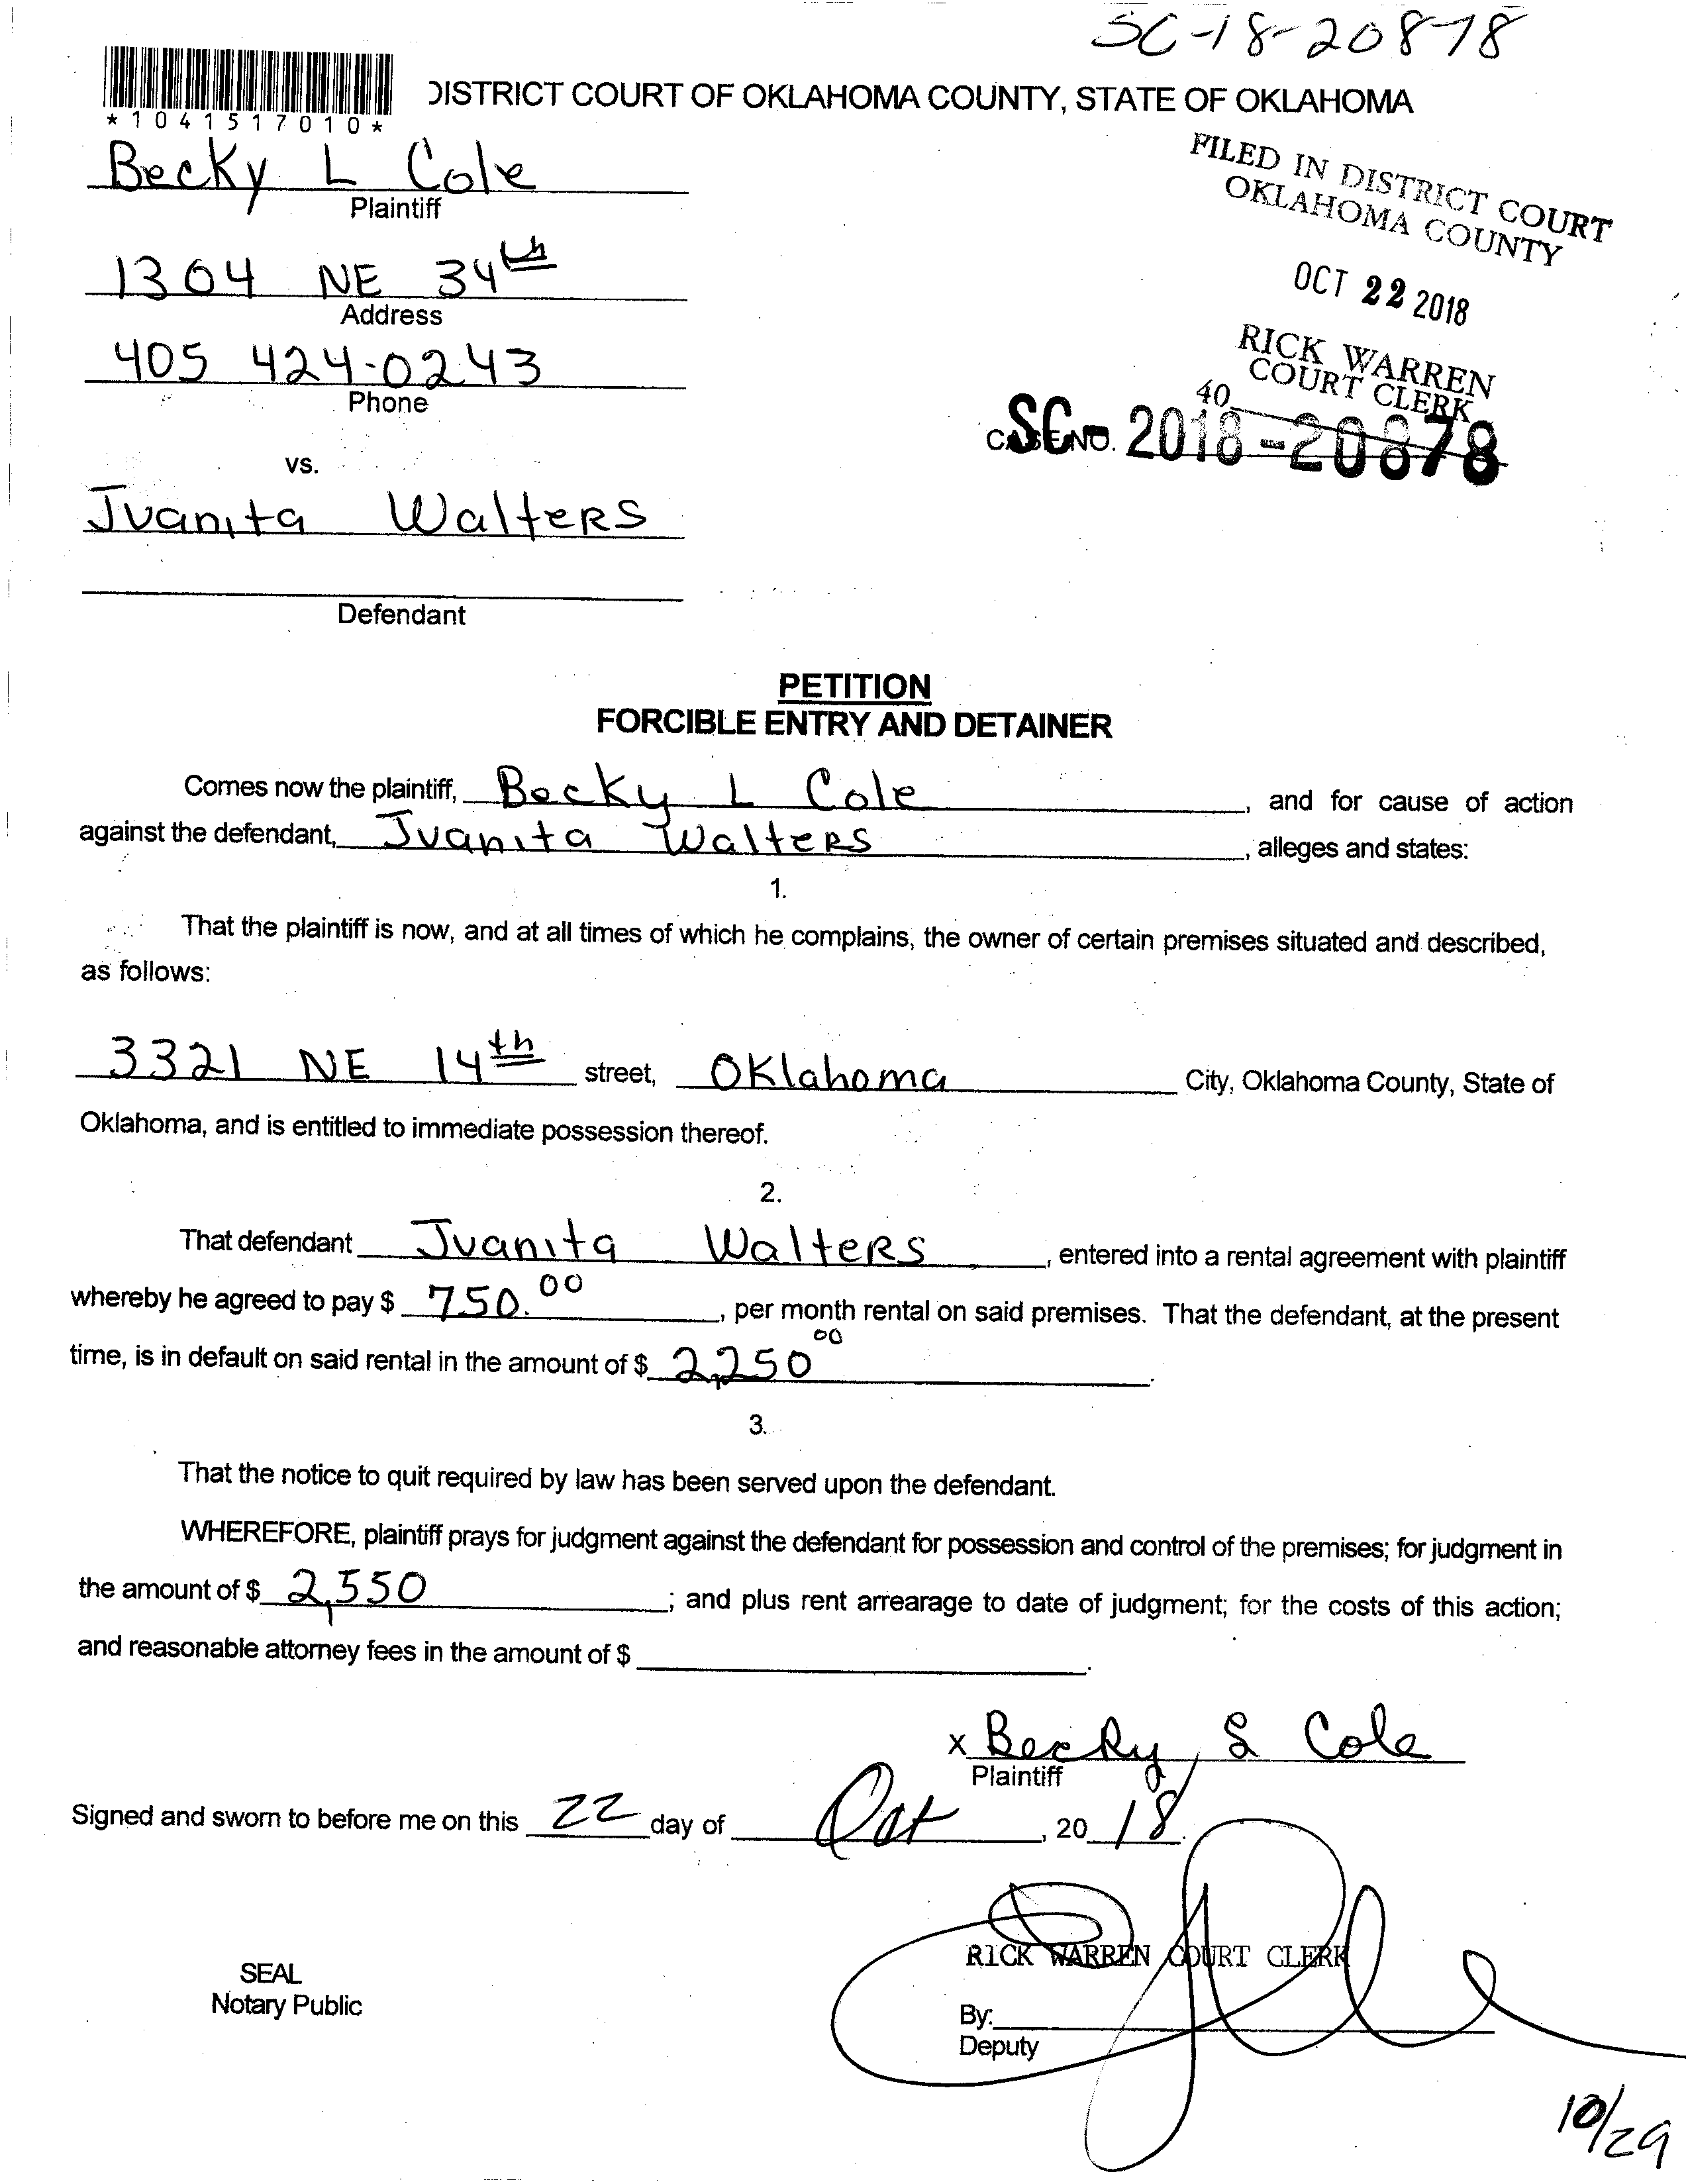 SC-18-20878
*1041517010*
DISTRICT COURT OF OKLAHOMA COUNTY, STATE OF OKLAHOMA
Becky L Cole
Plaintiff
FILED IN DISTRICT COURT
OKLAHOMA COUNTY
1304 NE 34th
Address
OCT 22 2018
405 424-0243
Phone
RICK WARREN
COURT CLERK
40
CASE NO. SC-2018-20878
vs.
Juanita Walters
Defendant
PETITION
FORCIBLE ENTRY AND DETAINER
Comes now the plaintiff, Becky L Cole, and for cause of action
against the defendant, Juanita Walters, alleges and states:
1.
That the plaintiff is now, and at all times of which he complains, the owner of certain premises situated and described,
as follows:
3321 NE 14th street, Oklahoma City, Oklahoma County, State of
Oklahoma, and is entitled to immediate possession thereof.
2.
That defendant Juanita Walters, entered into a rental agreement with plaintiff
whereby he agreed to pay $ 750.00, per month rental on said premises. That the defendant, at the present
time, is in default on said rental in the amount of $ 2,250 00.
3.
That the notice to quit required by law has been served upon the defendant.
WHEREFORE, plaintiff prays for judgment against the defendant for possession and control of the premises; for judgment in
the amount of $ 2,550; and plus rent arrearage to date of judgment; for the costs of this action;
and reasonable attorney fees in the amount of $ .
x Becky L Cole
Plaintiff
Signed and sworn to before me on this 22 day of Oct, 20 18.
RICK WARREN COURT CLERK
SEAL
Notary Public
By:
Deputy
10/29